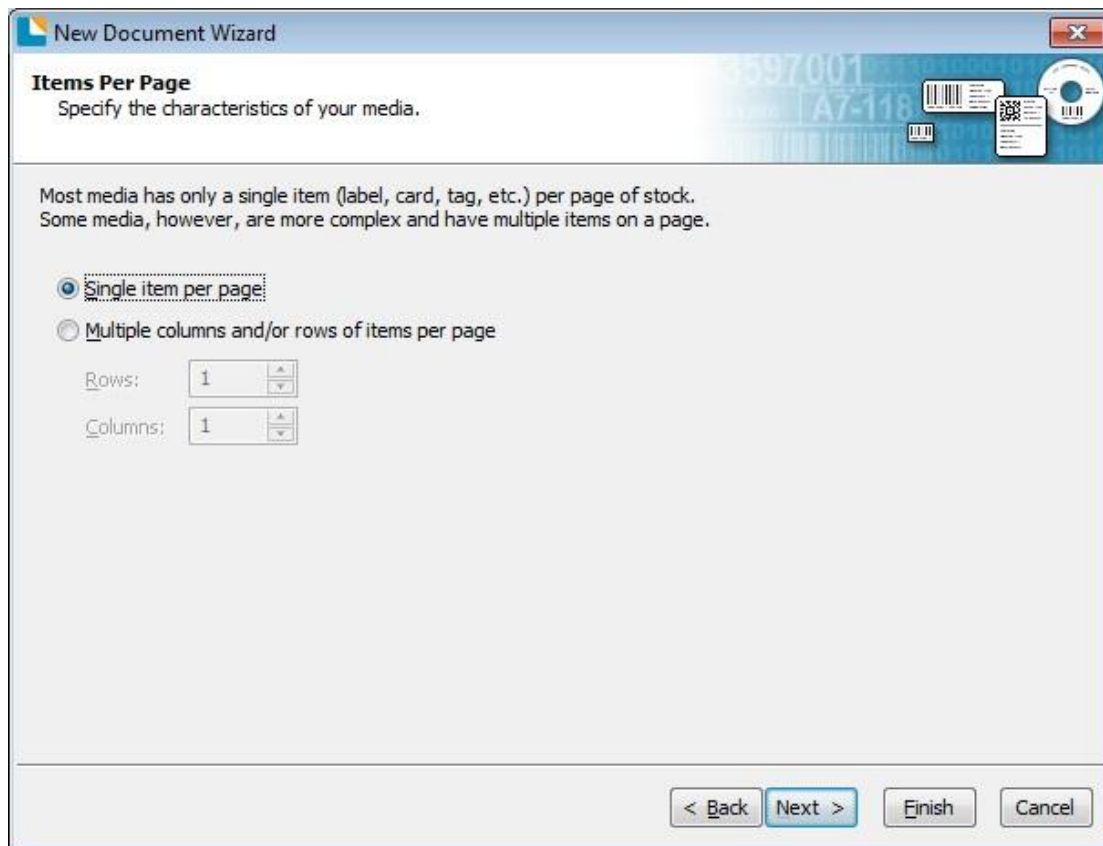 New Document Wizard
Items Per Page
Specify the characteristics of your media.
3597001
A7-118
Most media has only a single item (label, card, tag, etc.) per page of stock.
Some media, however, are more complex and have multiple items on a page.
Single item per page
Multiple columns and/or rows of items per page
Rows: 1
Columns: 1
< Back Next > Finish Cancel